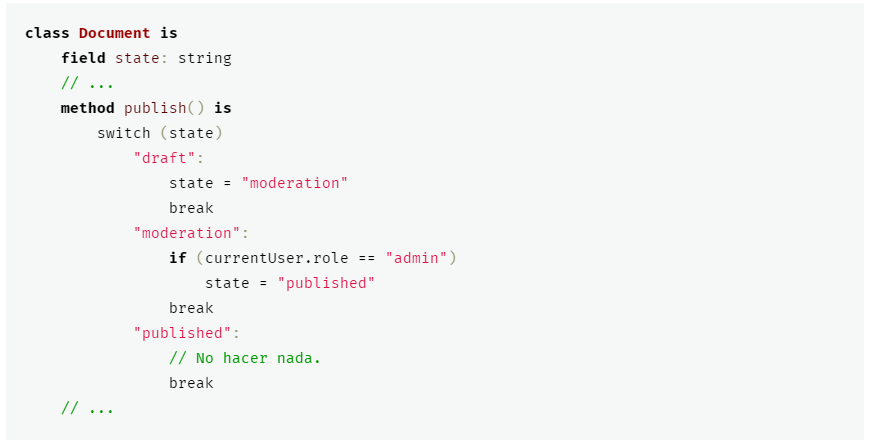 class Document is
    field state: string
    // ...
    method publish() is
        switch (state)
            "draft":
                state = "moderation"
                break
            "moderation":
                if (currentUser.role == "admin")
                    state = "published"
                break
            "published":
                // No hacer nada.
                break
    // ...